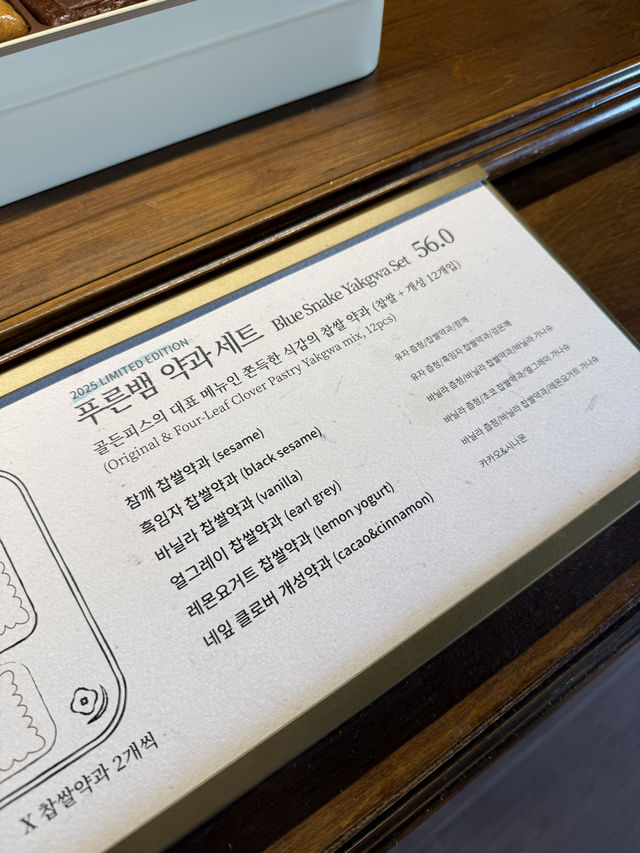 2025 LIMITED EDITION
푸른뱀 약과 세트 Blue Snake Yakgwa Set 56.0
골든피스의 대표 메뉴인 쫀득한 식감의 찹쌀 약과 (찹쌀 + 개성 12개입)
(Original & Four-Leaf Clover Pastry Yakgwa mix, 12pcs)
참깨 찹쌀약과 (sesame)
흑임자 찹쌀약과 (black sesame)
바닐라 찹쌀약과 (vanilla)
얼그레이 찹쌀약과 (earl grey)
레몬요거트 찹쌀약과 (lemon yogurt)
네잎 클로버 개성약과 (cacao&cinnamon)
유자 즙청/찹쌀약과/참깨
유자 즙청/흑임자 찹쌀약과/검은깨
바닐라 즙청/바닐라 찹쌀약과/바닐라 가나슈
바닐라 즙청/초코 찹쌀약과/얼그레이 가나슈
바닐라 즙청/바닐라 찹쌀약과/레몬요거트 가나슈
카카오&시나몬
X 찹쌀약과 2개씩